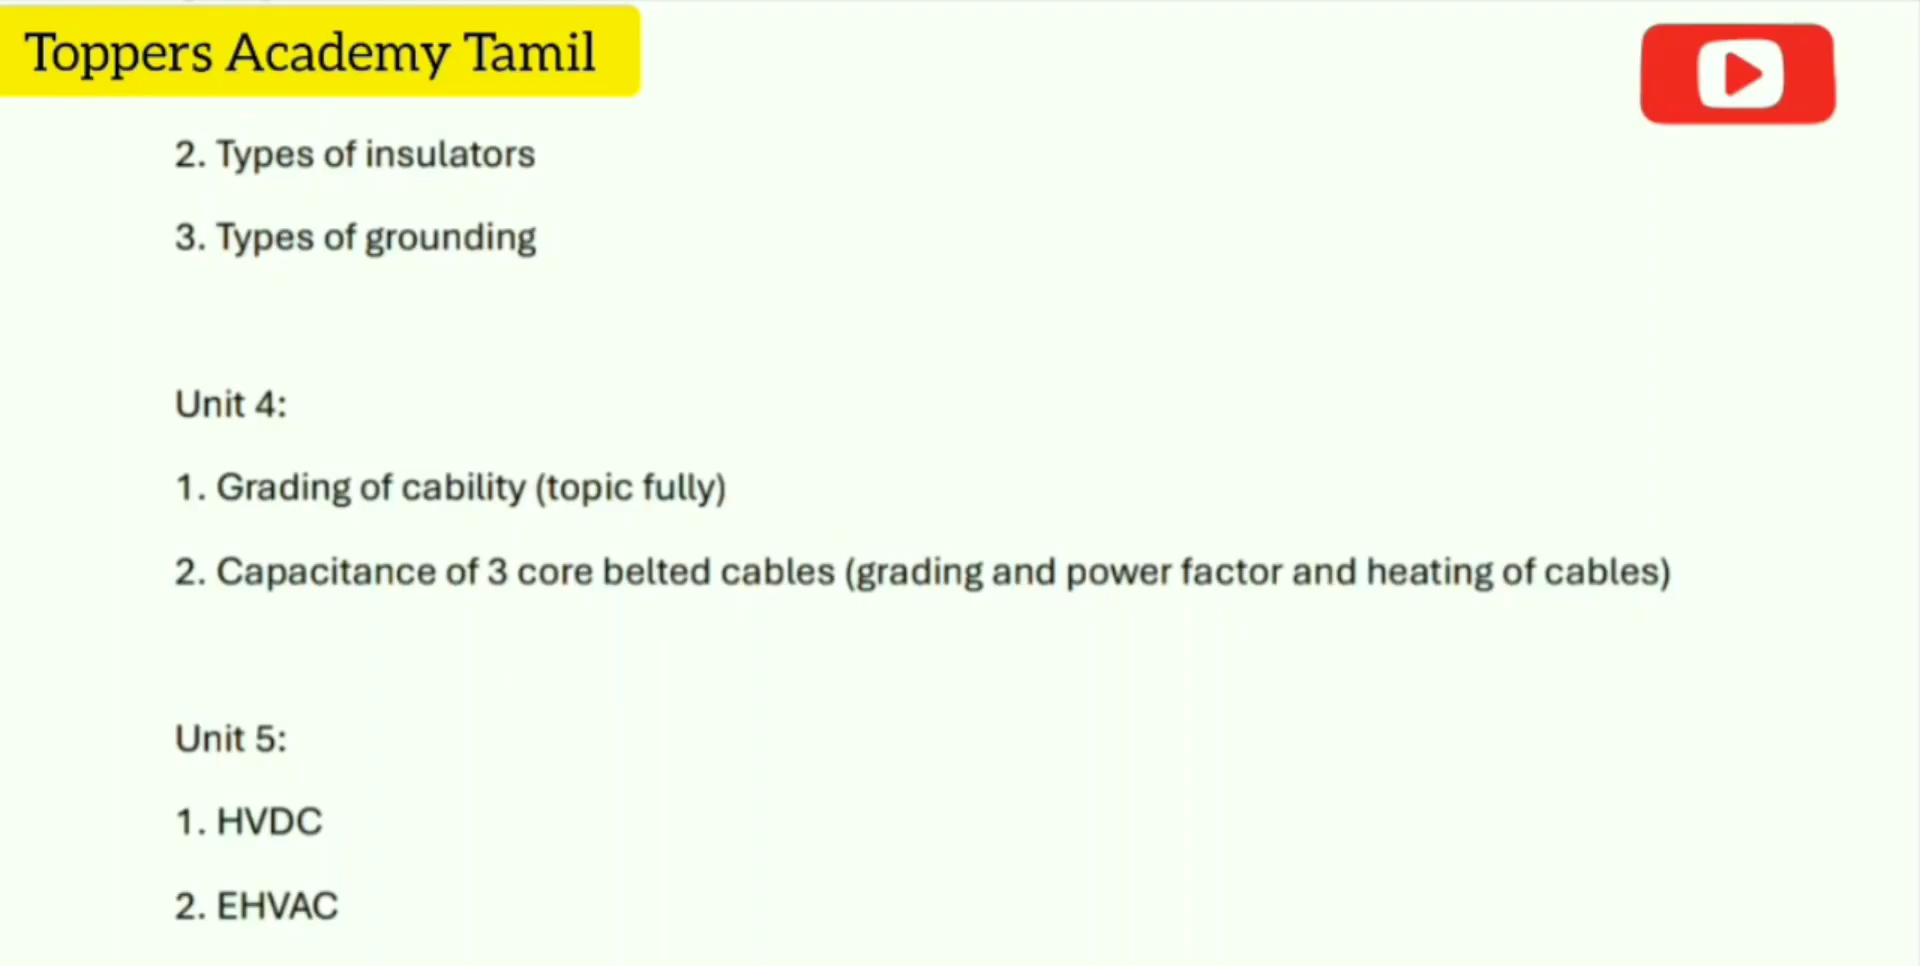 Toppers Academy Tamil
2. Types of insulators
3. Types of grounding
Unit 4:
1. Grading of cability (topic fully)
2. Capacitance of 3 core belted cables (grading and power factor and heating of cables)
Unit 5:
1. HVDC
2. EHVAC